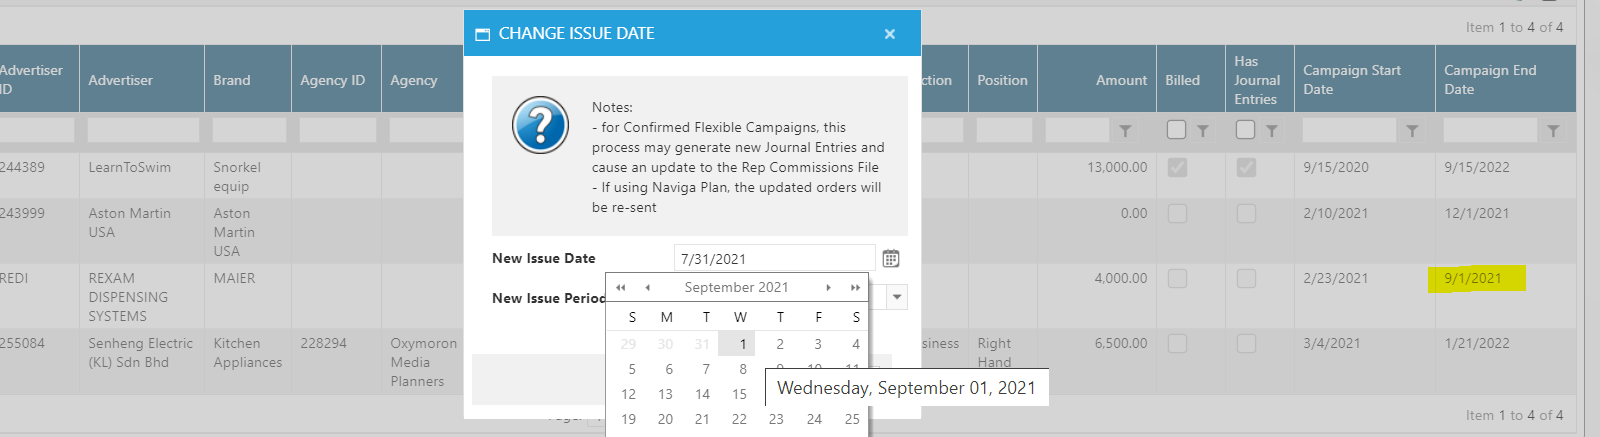 CHANGE ISSUE DATE
Item 1 to 4 of 4
Advertiser ID
Advertiser
Brand
Agency ID
Agency
Position
Amount
Billed
Has Journal Entries
Campaign Start Date
Campaign End Date
Notes:
- for Confirmed Flexible Campaigns, this
process may generate new Journal Entries and
cause an update to the Rep Commissions File
- If using Naviga Plan, the updated orders will
be re-sent
244389 LearnToSwim Snorkel equip 13,000.00 9/15/2020 9/15/2022
243999 Aston Martin USA Aston Martin USA 0.00 2/10/2021 12/1/2021
REDI REXAM DISPENSING SYSTEMS MAIER 4,000.00 2/23/2021 9/1/2021
255084 Senheng Electric (KL) Sdn Bhd Kitchen Appliances 228294 Oxymoron Media Planners Right Hand 6,500.00 3/4/2021 1/21/2022
New Issue Date 7/31/2021
New Issue Period
September 2021
S M T W T F S
29 30 31 1 2 3 4
5 6 7 8
12 13 14 15
19 20 21 22 23 24 25
Wednesday, September 01, 2021
Item 1 to 4 of 4